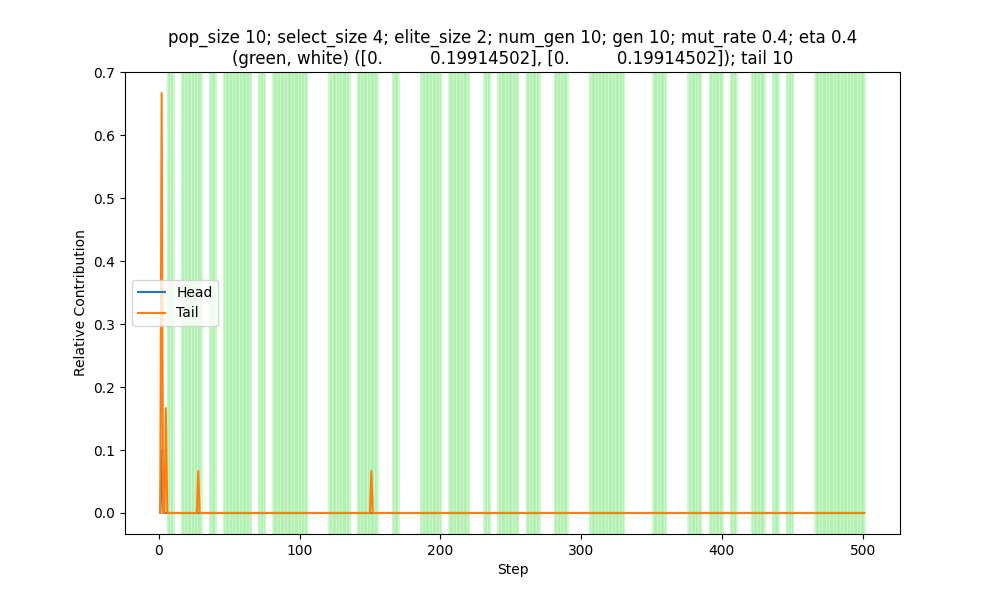 pop_size 10; select_size 4; elite_size 2; num_gen 10; gen 10; mut_rate 0.4; eta 0.4
(green, white) ([0.          0.19914502], [0.          0.19914502]); tail 10
0.7
0.6
0.5
0.4
0.3
0.2
0.1
0.0
Relative Contribution
Head
Tail
0 100 200 300 400 500
Step